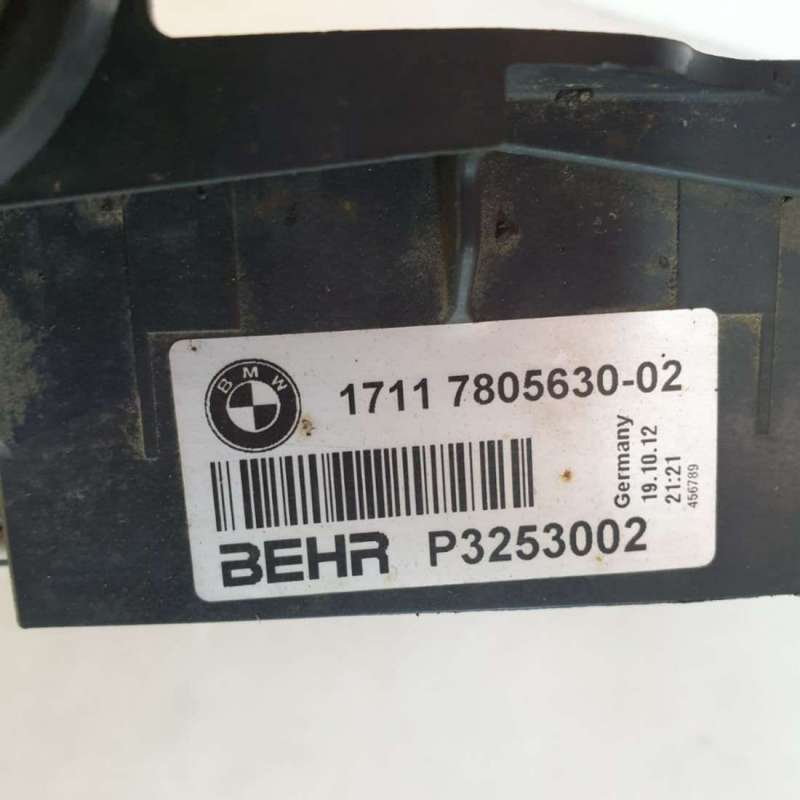 BMW
1711 7805630-02
BEHR P3253002
Germany
19.10.12
21:21
456789